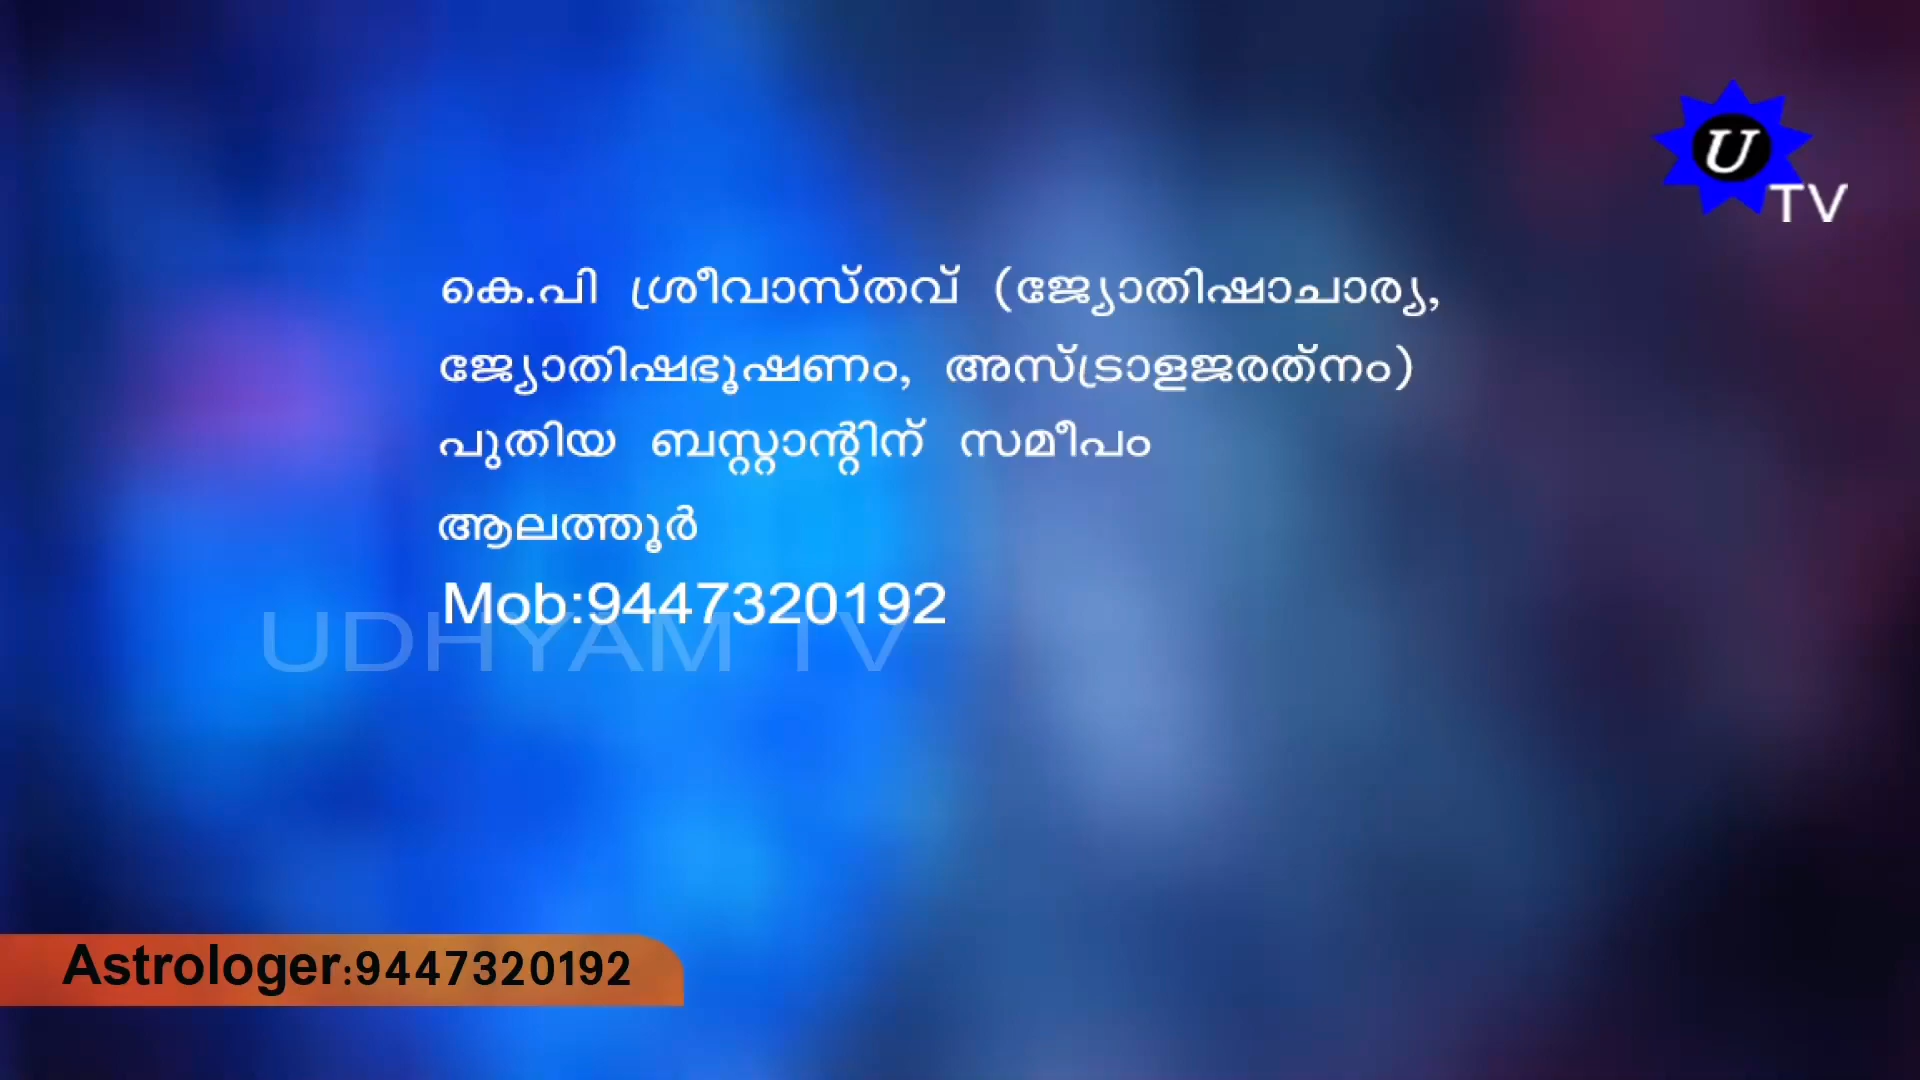 U
TV
കെ.പി ശ്രീവാസ്തവ് (ജ്യോതിഷാചാര്യ,
ജ്യോതിഷഭൂഷണം, അസ്ട്രാളജരത്നം)
പുതിയ ബസ്റ്റാന്റിന് സമീപം
ആലത്തൂർ
Mob:9447320192
UDHYAM TV
Astrologer:9447320192